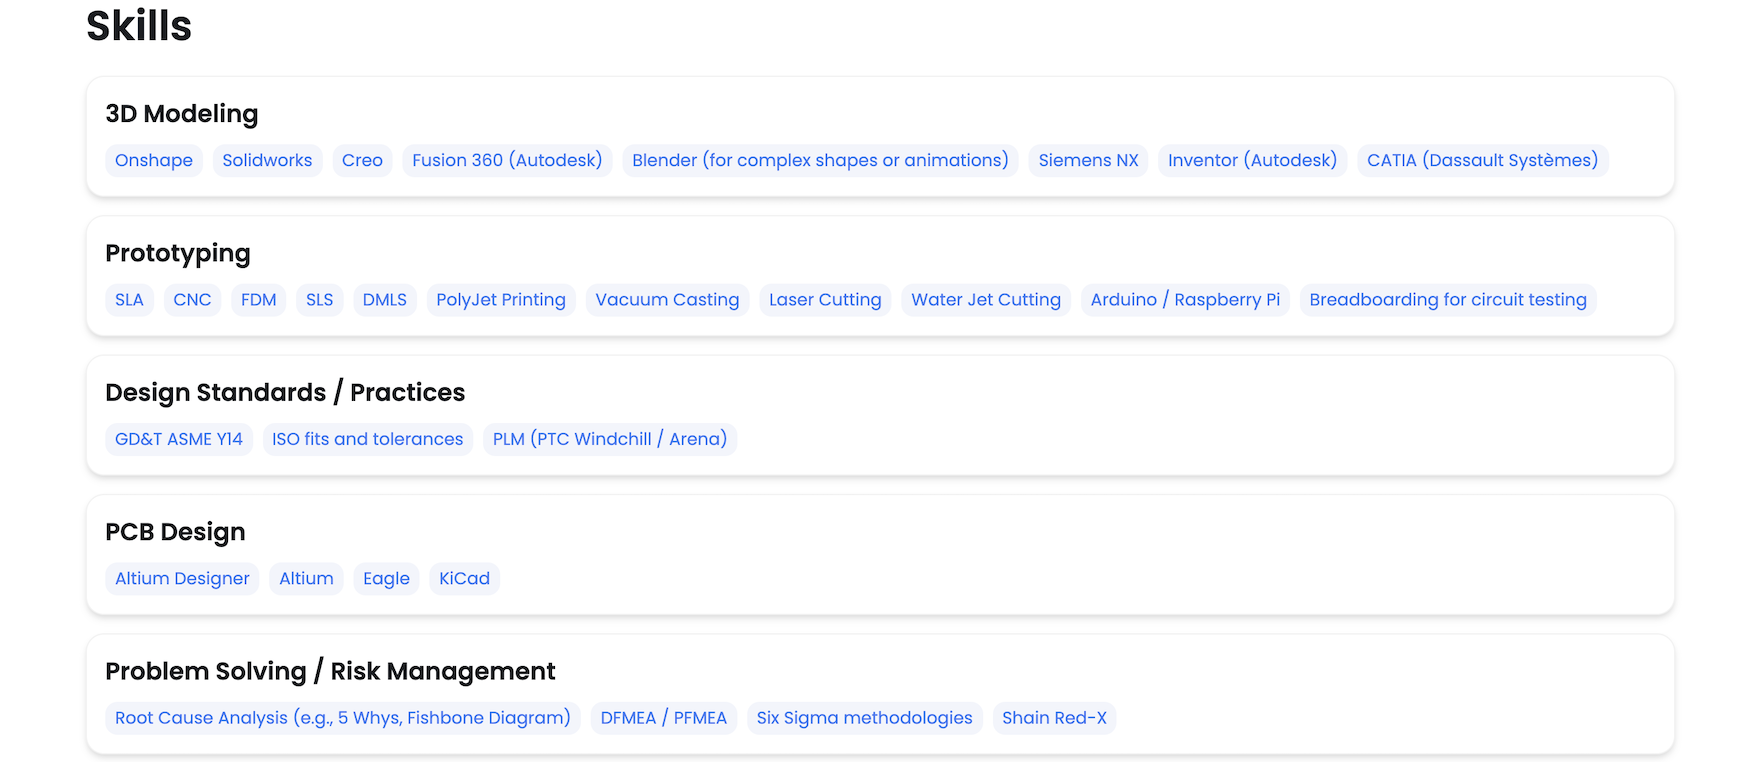 Skills
3D Modeling
Onshape Solidworks Creo Fusion 360 (Autodesk) Blender (for complex shapes or animations) Siemens NX Inventor (Autodesk) CATIA (Dassault Systèmes)
Prototyping
SLA CNC FDM SLS DMLS PolyJet Printing Vacuum Casting Laser Cutting Water Jet Cutting Arduino / Raspberry Pi Breadboarding for circuit testing
Design Standards / Practices
GD&T ASME Y14 ISO fits and tolerances PLM (PTC Windchill / Arena)
PCB Design
Altium Designer Altium Eagle KiCad
Problem Solving / Risk Management
Root Cause Analysis (e.g., 5 Whys, Fishbone Diagram) DFMEA / PFMEA Six Sigma methodologies Shain Red-X